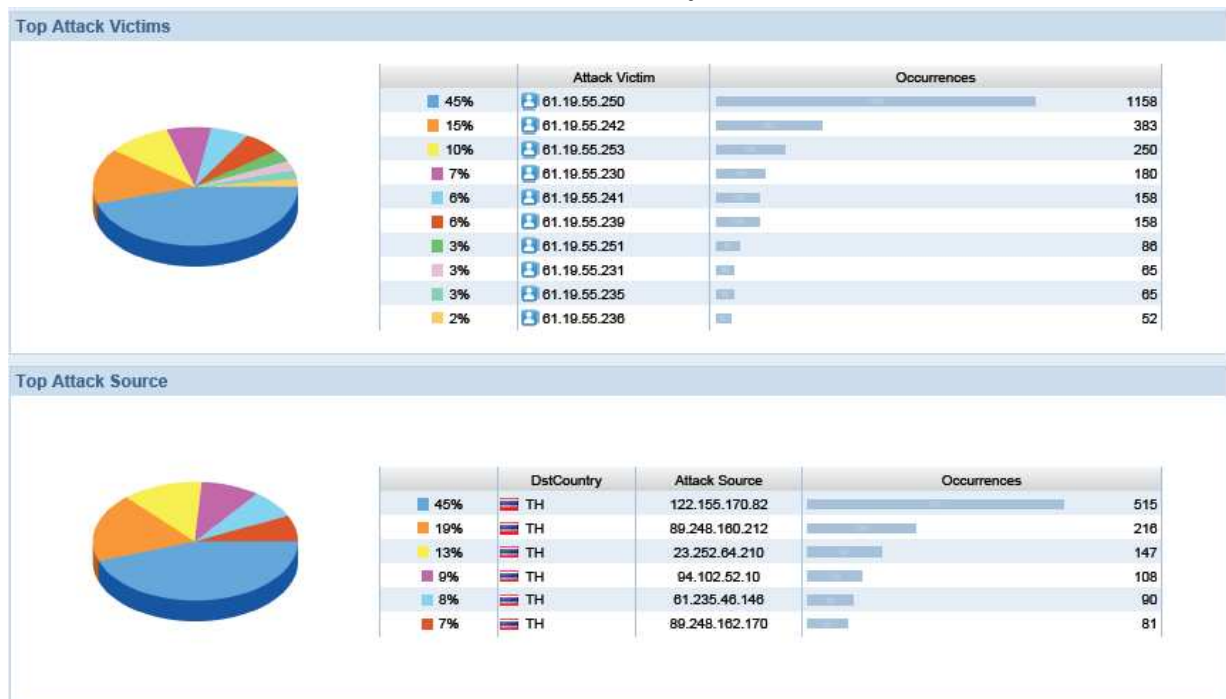 Top Attack Victims
Attack Victim Occurrences
45% 61.19.55.250 1158
15% 61.19.55.242 383
10% 61.19.55.253 250
7% 61.19.55.230 180
6% 61.19.55.241 158
6% 61.19.55.239 158
3% 61.19.55.251 86
3% 61.19.55.231 65
3% 61.19.55.235 65
2% 61.19.55.236 52
Top Attack Source
DstCountry Attack Source Occurrences
45% TH 122.155.170.82 515
19% TH 89.248.160.212 216
13% TH 23.252.64.210 147
9% TH 94.102.52.10 108
8% TH 61.235.46.146 90
7% TH 89.248.162.170 81